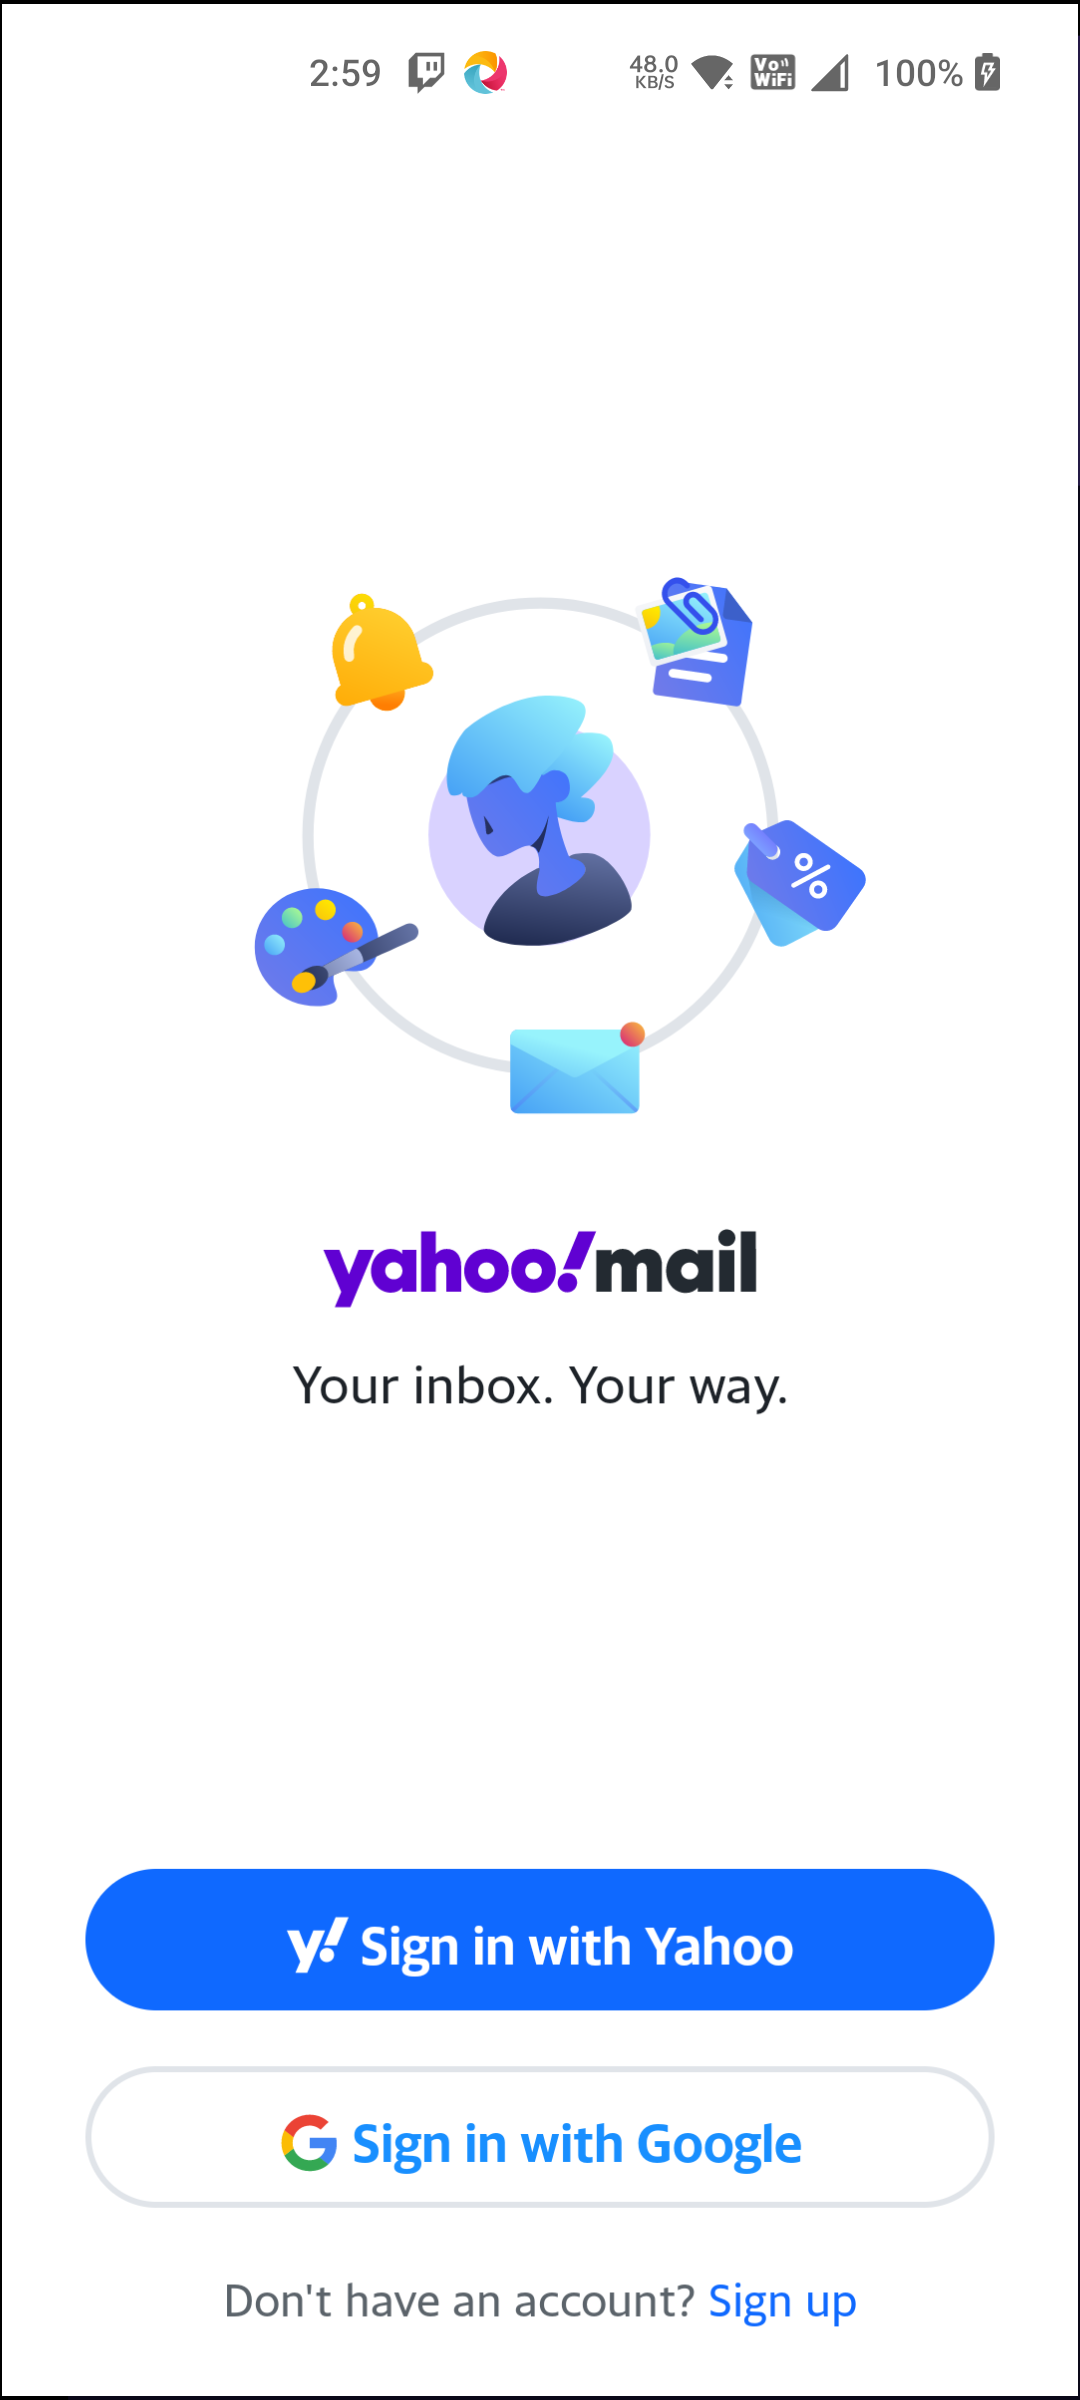 2:59 48.0 KB/S Vo WiFi 100%
%
yahoo!mail
Your inbox. Your way.
y! Sign in with Yahoo
G Sign in with Google
Don't have an account? Sign up